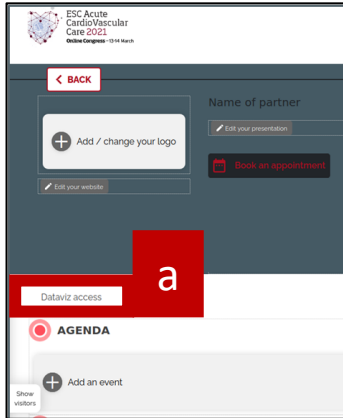 ESC Acute
CardioVascular
Care 2021
Online Congress - 13-14 March
BACK
Name of partner
Add / change your logo
Edit your presentation
Book an appointment
Edit your website
a
Dataviz access
AGENDA
Add an event
Show
visitors